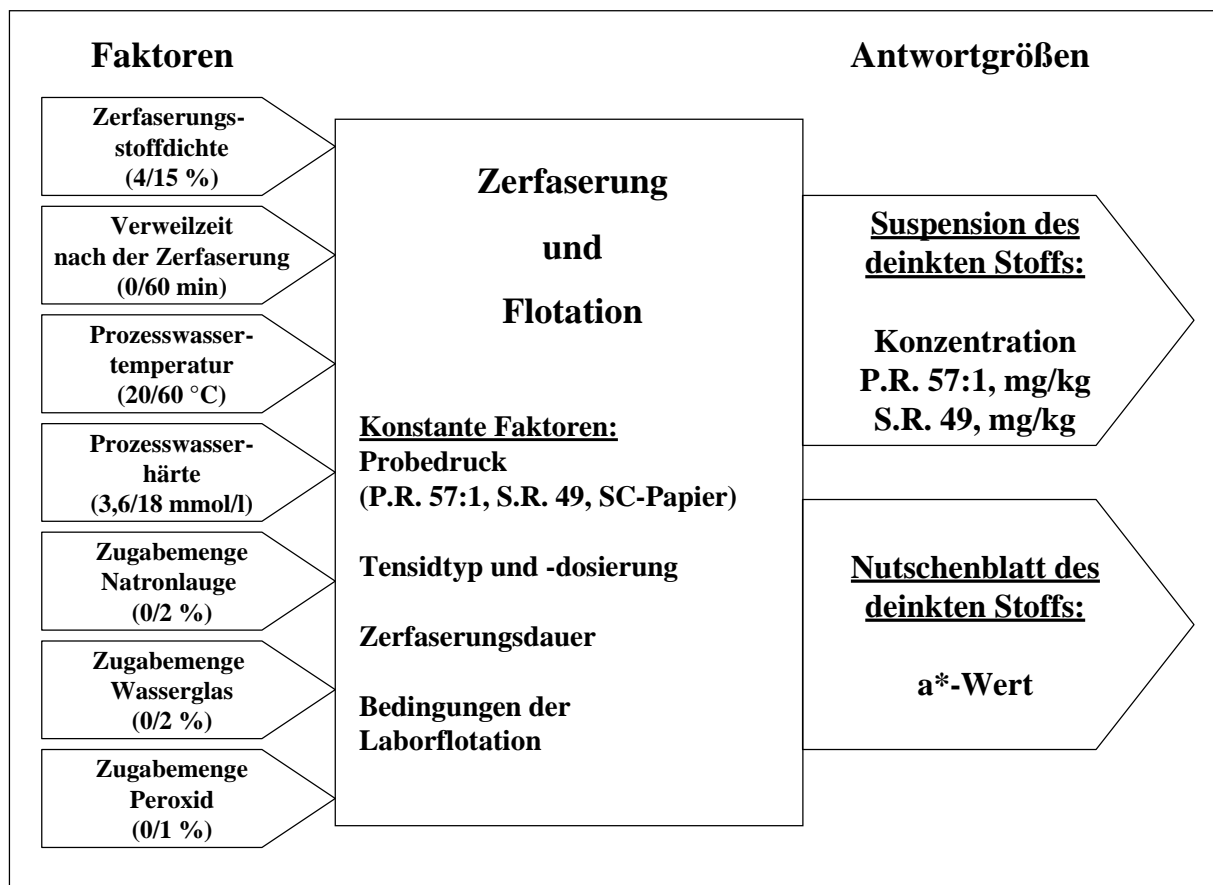 Faktoren
Zerfaserungs-
stoffdichte
(4/15 %)
Verweilzeit
nach der Zerfaserung
(0/60 min)
Prozesswasser-
temperatur
(20/60 °C)
Prozesswasser-
härte
(3,6/18 mmol/l)
Zugabemenge
Natronlauge
(0/2 %)
Zugabemenge
Wasserglas
(0/2 %)
Zugabemenge
Peroxid
(0/1 %)
Zerfaserung
und
Flotation
Konstante Faktoren:
Probedruck
(P.R. 57:1, S.R. 49, SC-Papier)
Tensidtyp und -dosierung
Zerfaserungsdauer
Bedingungen der
Laborflotation
Antwortgrößen
Suspension des
deinkten Stoffs:
Konzentration
P.R. 57:1, mg/kg
S.R. 49, mg/kg
Nutschenblatt des
deinkten Stoffs:
a*-Wert